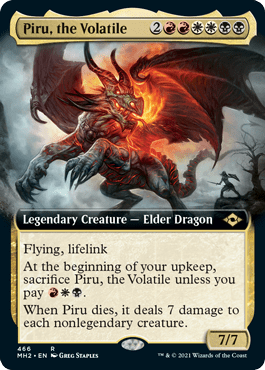 Piru, the Volatile 2
Legendary Creature — Elder Dragon
Flying, lifelink
At the beginning of your upkeep,
sacrifice Piru, the Volatile unless you
pay .
When Piru dies, it deals 7 damage to
each nonlegendary creature.
7/7
466 R
MH2 • EN GREG STAPLES
™ & © 2021 Wizards of the Coast